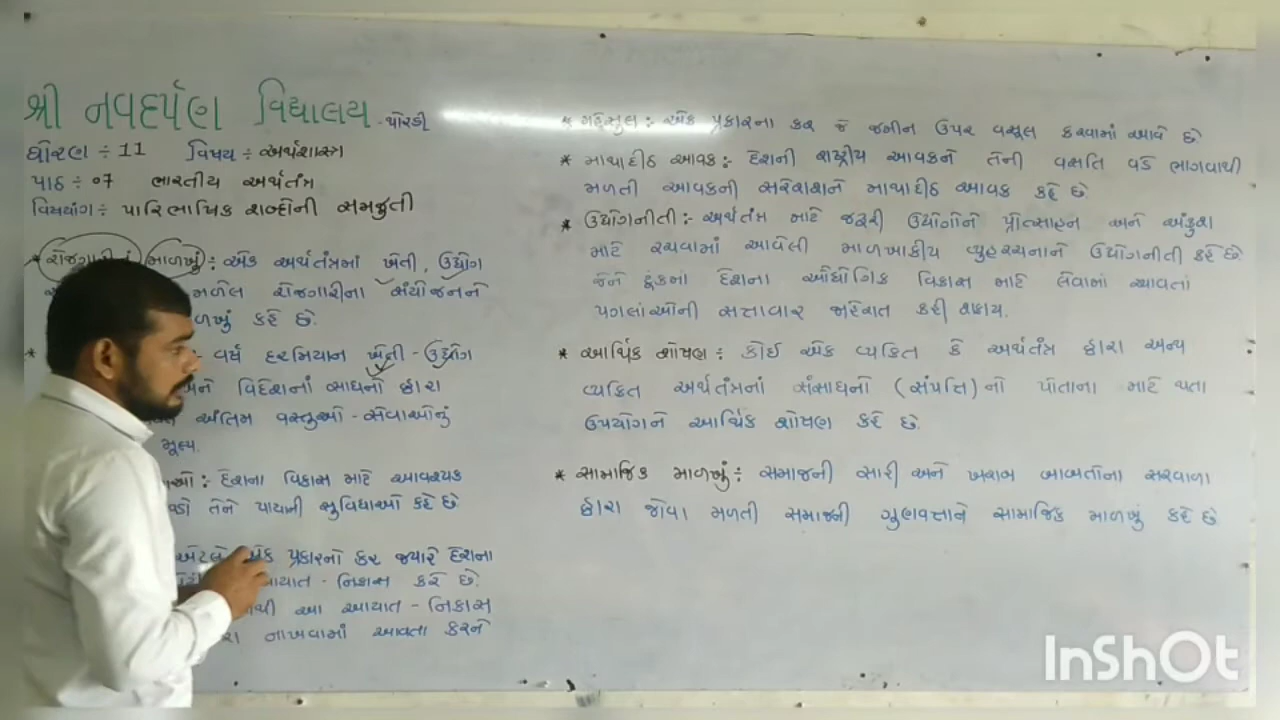 શ્રી નવદર્પણ વિદ્યાલય - થોરડી
ધોરણ ÷ 11 વિષય ÷ અર્થશાસ્ત્ર
પાઠ ÷ ૦૭ ભારતીય અર્થતંત્ર
વિષયાંગ ÷ પારિભાષિક શબ્દોની સમજુતી
* રોજગારીનું માળખું ÷ એક અર્થતંત્રમાં ખેતી, ઉદ્યોગ
મળેલ રોજગારીના સંયોજનને
ળખું કહે છે.
* - વર્ષ દરમિયાન ખેતી - ઉદ્યોગ
અને વિદેશનાં સાધનો દ્વારા
અંતિમ વસ્તુઓ - સેવાઓનું
મૂલ્ય.
ઓ : દેશના વિકાસ માટે આવશ્યક
તેને પાયાની સુવિધાઓ કહે છે
એટલે એક પ્રકારનો કર જ્યારે દેશના
આયાત - નિકાસ કરે છે.
થી આ આયાત - નિકાસ
નાખવામાં આવતા કરને
* મહેસુલ : એક પ્રકારના કર જે જમીન ઉપર વસૂલ કરવામાં આવે છે
* માથાદીઠ આવક : દેશની રાષ્ટ્રીય આવકને તેની વસતિ વડે ભાગવાથી
મળતી આવકની સરેરાશને માથાદીઠ આવક કહે છે.
* ઉદ્યોગનીતી : અર્થતંત્ર માટે જરૂરી ઉદ્યોગોને પ્રોત્સાહન અને અંકુશ
માટે રચવામાં આવેલી માળખાકીય વ્યુહરચનાને ઉદ્યોગનીતી કહે છે
જેને ટૂંકમાં દેશના ઔદ્યોગિક વિકાસ માટે લેવામાં આવતાં
પગલાંઓની સત્તાવાર જાહેરાત કહી શકાય.
* આર્થિક શોષણ : કોઈ એક વ્યકિત કે અર્થતંત્ર દ્વારા અન્ય
વ્યકિત અર્થતંત્રનાં સંસાધનો (સંપત્તિ) નો પોતાના માટે થતા
ઉપયોગને આર્થિક શોષણ કહે છે.
* સામાજિક માળખું ÷ સમાજની સારી અને ખરાબ બાબતોના સરવાળા
દ્વારા જોવા મળતી સમાજની ગુણવત્તાને સામાજિક માળખું કહે છે
InShOt